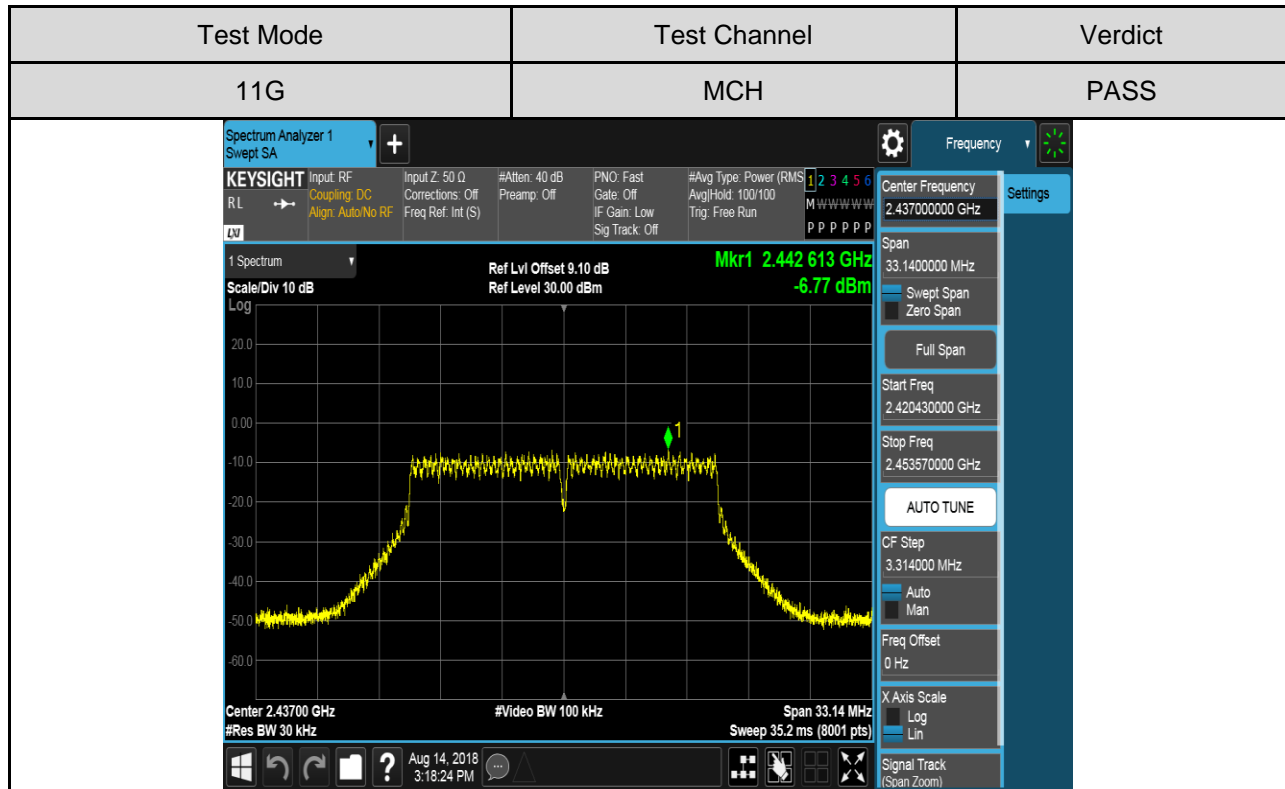 Test Mode Test Channel Verdict
11G MCH PASS
Spectrum Analyzer 1
Swept SA
+
Frequency
KEYSIGHT
RL
LXI
Input: RF
Coupling: DC
Align: Auto/No RF
Input Z: 50 Ω
Corrections: Off
Freq Ref: Int (S)
#Atten: 40 dB
Preamp: Off
PNO: Fast
Gate: Off
IF Gain: Low
Sig Track: Off
#Avg Type: Power (RMS
Avg|Hold: 100/100
Trig: Free Run
1 2 3 4 5 6
M W W W W W
P P P P P P
1 Spectrum
Scale/Div 10 dB
Log
Ref Lvl Offset 9.10 dB
Ref Level 30.00 dBm
Mkr1 2.442 613 GHz
-6.77 dBm
20.0
10.0
0.00
-10.0
-20.0
-30.0
-40.0
-50.0
-60.0
1
Center 2.43700 GHz
#Res BW 30 kHz
#Video BW 100 kHz
Span 33.14 MHz
Sweep 35.2 ms (8001 pts)
Center Frequency
2.437000000 GHz
Span
33.1400000 MHz
Swept Span
Zero Span
Full Span
Start Freq
2.420430000 GHz
Stop Freq
2.453570000 GHz
AUTO TUNE
CF Step
3.314000 MHz
Auto
Man
Freq Offset
0 Hz
X Axis Scale
Log
Lin
Signal Track
(Span Zoom)
Settings
?
Aug 14, 2018
3:18:24 PM